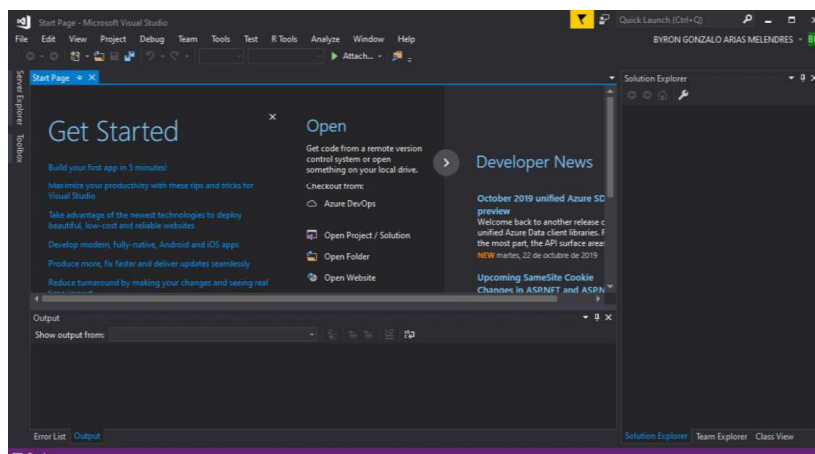 Start Page - Microsoft Visual Studio
Quick Launch (Ctrl+Q)
File Edit View Project Debug Team Tools Test R Tools Analyze Window Help
BYRON GONZALO ARIAS MELENDRES
Attach...
Server Explorer
Toolbox
Start Page
Get Started
Build your first app in 5 minutes!
Maximize your productivity with these tips and tricks for
Visual Studio
Take advantage of the newest technologies to deploy
beautiful, low-cost and reliable websites
Develop modern, fully-native, Android and iOS apps
Produce more, fix faster and deliver updates seamlessly
Reduce turnaround by making your changes and seeing real
Open
Get code from a remote version
control system or open
something on your local drive.
Checkout from:
Azure DevOps
Open Project / Solution
Open Folder
Open Website
Developer News
October 2019 unified Azure SD
preview
Welcome back to another release
unified Azure Data client libraries. F
the most part, the API surface areas
NEW martes, 22 de octubre de 2019
Upcoming SameSite Cookie
Changes in ASP.NET and ASP.N
Solution Explorer
Output
Show output from:
Error List Output
Solution Explorer Team Explorer Class View